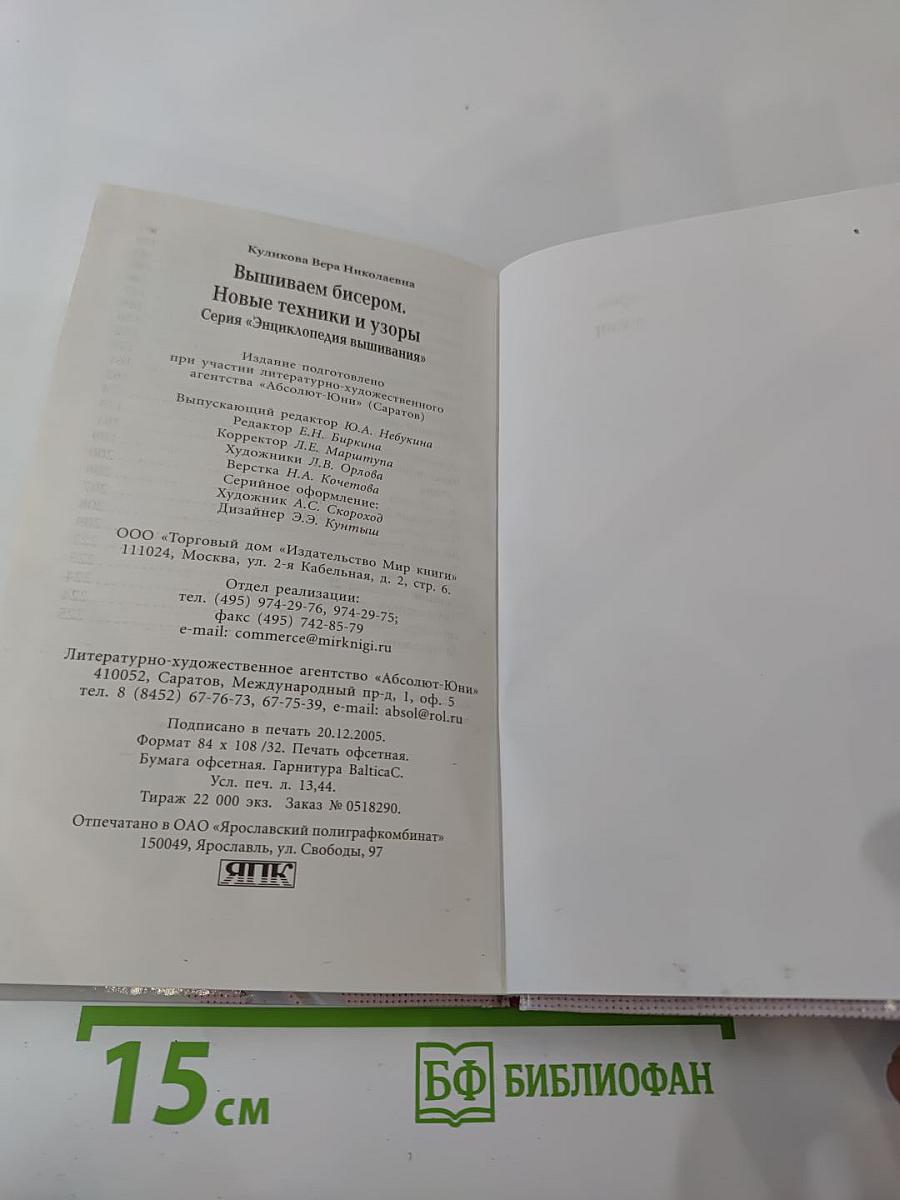 Куликова Вера Николаевна
Вышиваем бисером.
Новые техники и узоры
Серия «Энциклопедия вышивания»
Издание подготовлено
при участии литературно-художественного
агентства «Абсолют-Юни» (Саратов)
Выпускающий редактор Ю.А. Небукина
Редактор Е.Н. Биркина
Корректор Л.Е. Марштупа
Художники Л.В. Орлова
Верстка Н.А. Кочетова
Серийное оформление:
Художник А.С. Скороход
Дизайнер Э.Э. Кунтыш
ООО «Торговый дом «Издательство Мир книги»
111024, Москва, ул. 2-я Кабельная, д. 2, стр. 6.
Отдел реализации:
тел. (495) 974-29-76, 974-29-75;
факс (495) 742-85-79
e-mail: commerce@mirknigi.ru
Литературно-художественное агентство «Абсолют-Юни»
410052, Саратов, Международный пр-д, 1, оф. 5
тел. 8 (8452) 67-76-73, 67-75-39, e-mail: absol@rol.ru
Подписано в печать 20.12.2005.
Формат 84 x 108 /32. Печать офсетная.
Бумага офсетная. Гарнитура BalticaC.
Усл. печ. л. 13,44.
Тираж 22 000 экз. Заказ № 0518290.
Отпечатано в ОАО «Ярославский полиграфкомбинат»
150049, Ярославль, ул. Свободы, 97
ЯПК
15 см
БФ БИБЛИОФАН